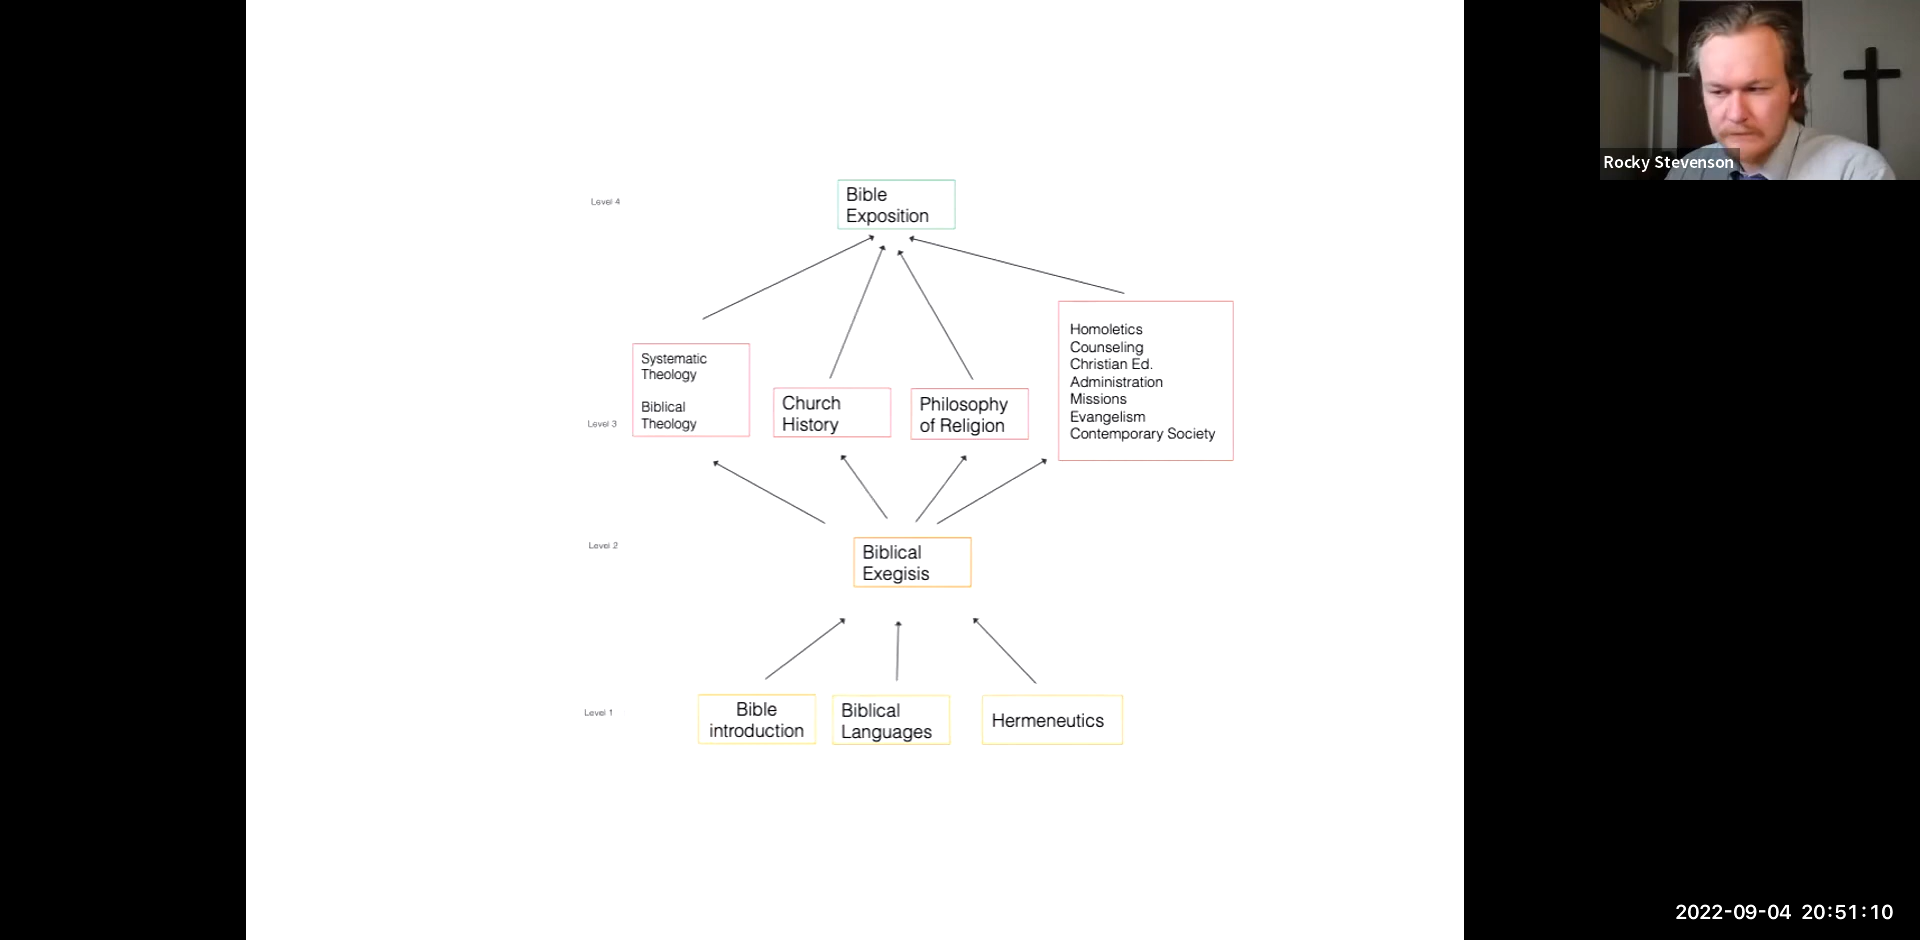 Rocky Stevenson
Level 4
Bible
Exposition
Systematic
Theology
Biblical
Theology
Level 3
Church
History
Philosophy
of Religion
Homoletics
Counseling
Christian Ed.
Administration
Missions
Evangelism
Contemporary Society
Level 2
Biblical
Exegisis
Level 1
Bible
introduction
Biblical
Languages
Hermeneutics
2022-09-04 20:51:10